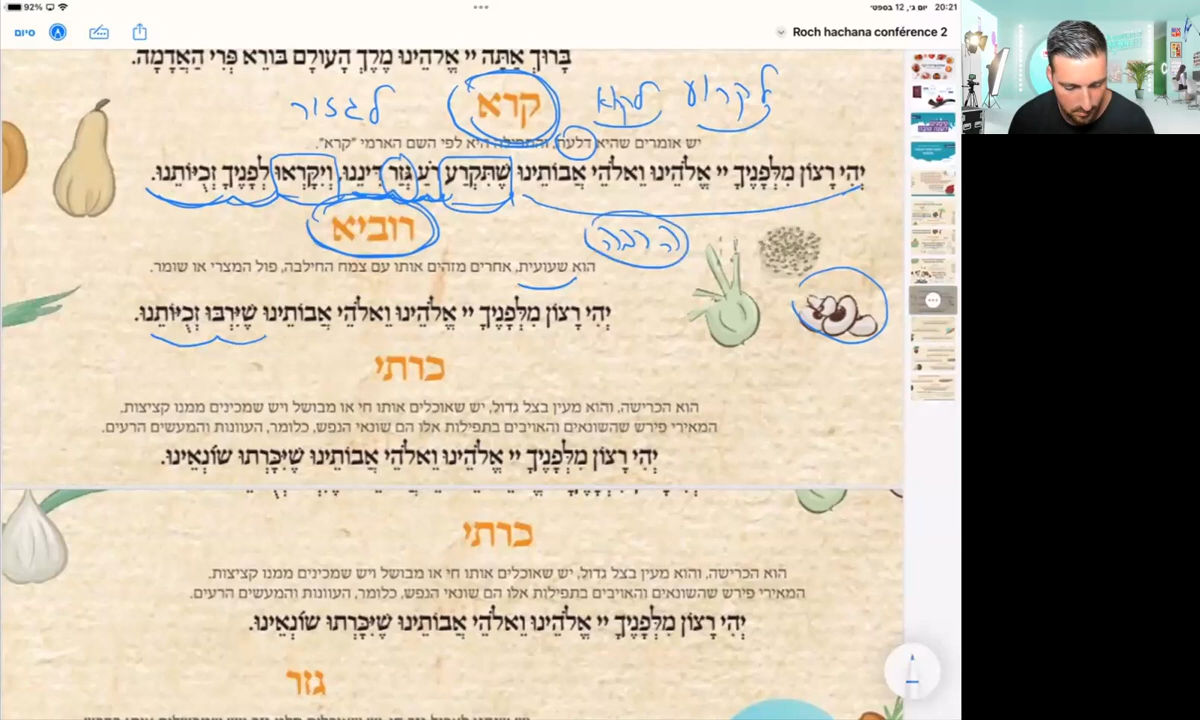 92%
20:21 יום ג׳, 12 בספט׳
סיום
Roch hachana conférence 2
בָּרוּךְ אַתָּה יי אֱלֹהֵינוּ מֶלֶךְ הָעוֹלָם בּוֹרֵא פְּרִי הָאֲדָמָה.
לקרוע לקרא קרא לגזור
יש אומרים שהיא דלעת, היא לפי השם הארמי "קרא".
יְהִי רָצוֹן מִלְּפָנֶיךָ יי אֱלֹהֵינוּ וֵאלֹהֵי אֲבוֹתֵינוּ שֶׁתִּקְרַע רֹעַ גְּזַר דִּינֵנוּ, וְיִקָּרְאוּ לְפָנֶיךָ זְכֻיּוֹתֵנוּ.
רוביא
הרבה
הוא שעועית, אחרים מזהים אותו עם צמח החילבה, פול המצרי או שומר.
יְהִי רָצוֹן מִלְּפָנֶיךָ יי אֱלֹהֵינוּ וֵאלֹהֵי אֲבוֹתֵינוּ שֶׁיִּרְבּוּ זְכֻיּוֹתֵנוּ.
כרתי
הוא הכרישה, והוא מעין בצל גדול, יש שאוכלים אותו חי או מבושל ויש שמכינים ממנו קציצות.
המאירי פירש שהשונאים והאויבים בתפילות אלו הם שונאי הנפש, כלומר, העוונות והמעשים הרעים.
יְהִי רָצוֹן מִלְּפָנֶיךָ יי אֱלֹהֵינוּ וֵאלֹהֵי אֲבוֹתֵינוּ שֶׁיִּכָּרְתוּ שׂוֹנְאֵינוּ.
כרתי
הוא הכרישה, והוא מעין בצל גדול, יש שאוכלים אותו חי או מבושל ויש שמכינים ממנו קציצות.
המאירי פירש שהשונאים והאויבים בתפילות אלו הם שונאי הנפש, כלומר, העוונות והמעשים הרעים.
יְהִי רָצוֹן מִלְּפָנֶיךָ יי אֱלֹהֵינוּ וֵאלֹהֵי אֲבוֹתֵינוּ שֶׁיִּכָּרְתוּ שׂוֹנְאֵינוּ.
גזר